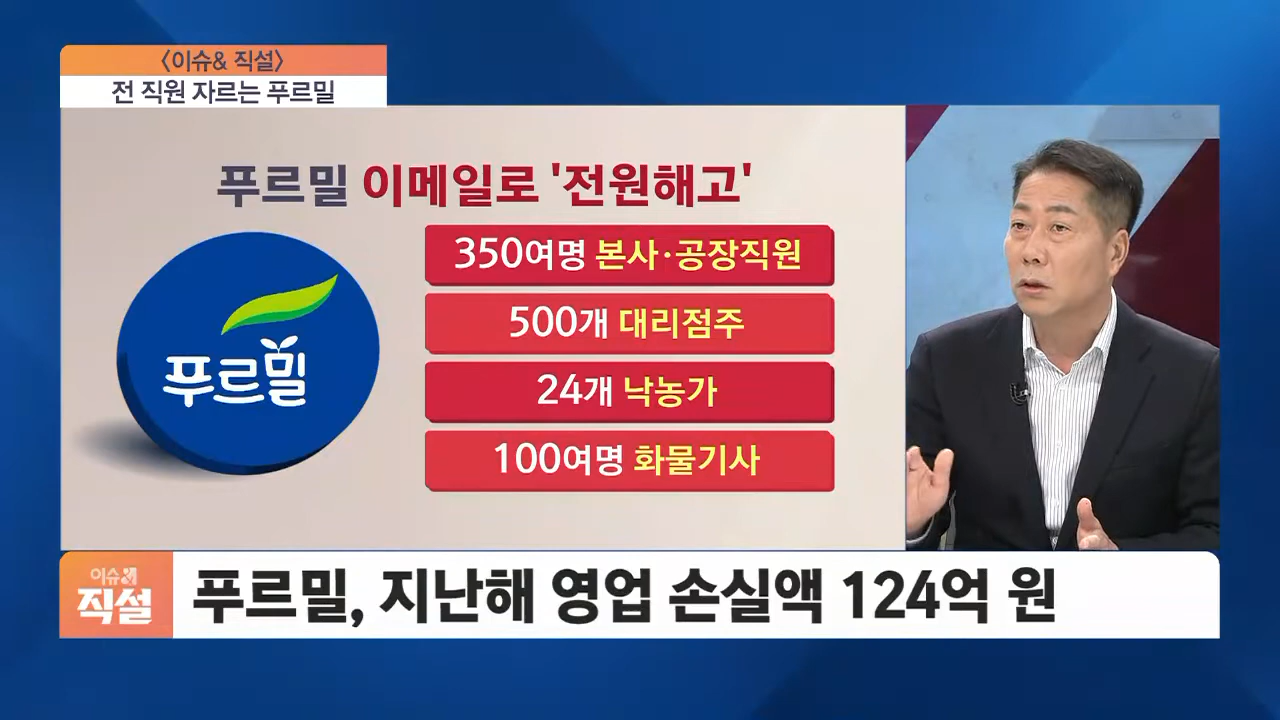 〈이슈& 직설〉
전 직원 자르는 푸르밀
푸르밀 이메일로 '전원해고'
푸르밀
350여명 본사·공장직원
500개 대리점주
24개 낙농가
100여명 화물기사
이슈&
직설
푸르밀, 지난해 영업 손실액 124억 원